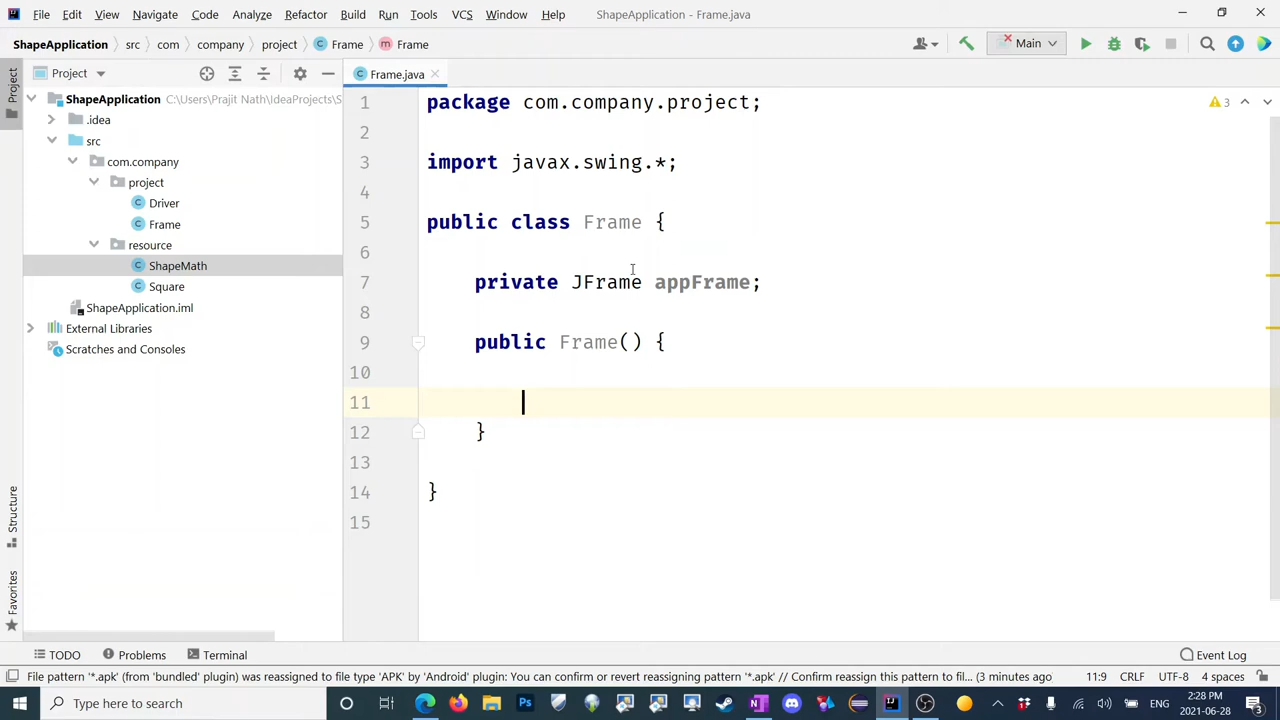 File Edit View Navigate Code Analyze Refactor Build Run Tools VCS Window Help ShapeApplication - Frame.java
ShapeApplication src com company project Frame Frame Main
Project
Project
Frame.java
ShapeApplication C:\Users\Prajit Nath\IdeaProjects\S
.idea
src
com.company
project
Driver
Frame
resource
ShapeMath
Square
ShapeApplication.iml
External Libraries
Scratches and Consoles
1 package com.company.project;
2
3 import javax.swing.*;
4
5 public class Frame {
6
7 private JFrame appFrame;
8
9 public Frame() {
10
11
12 }
13
14 }
15
3
Structure
Favorites
TODO Problems Terminal Event Log
File pattern '*.apk' (from 'bundled' plugin) was reassigned to file type 'APK' by 'Android' plugin: You can confirm or revert reassigning pattern '*.apk' // Confirm reassign this pattern to fil... (3 minutes ago) 11:9 CRLF UTF-8 4 spaces
Type here to search
2:28 PM
2021-06-28